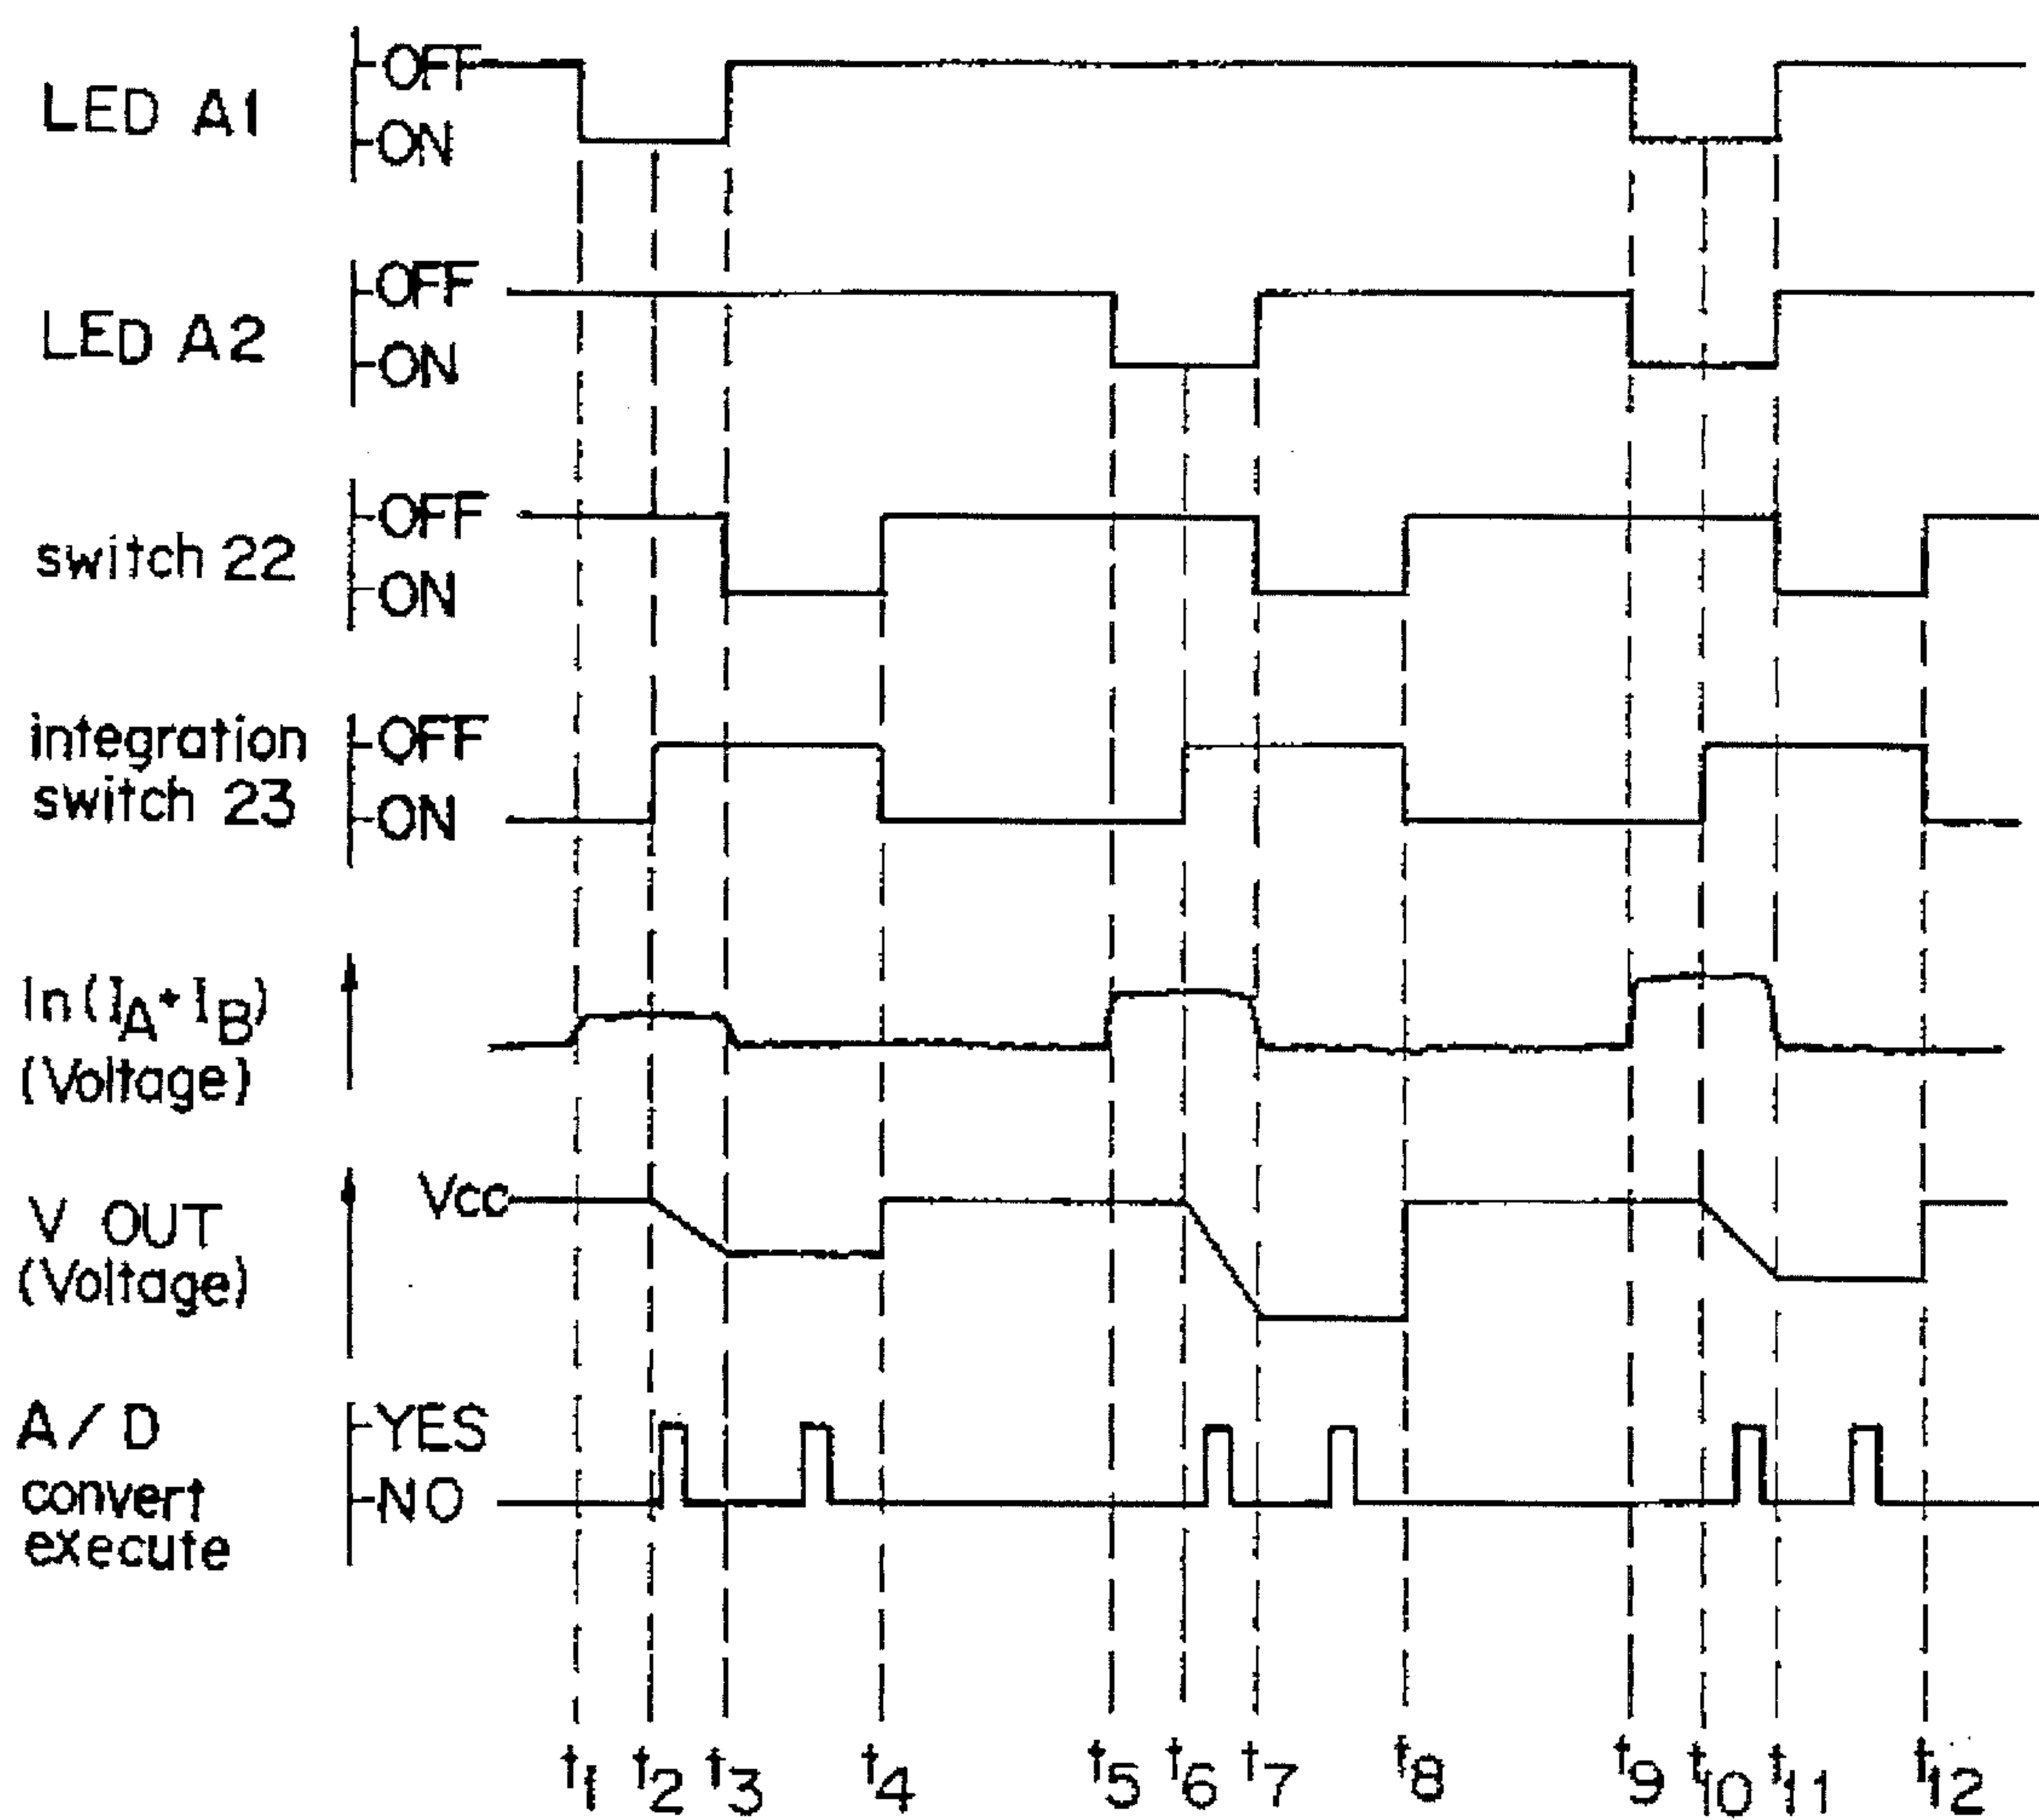 OFF
LED A1
ON
OFF
LED A2
ON
OFF
switch 22
ON
integration OFF
switch 23 ON
ln(IA+IB)
(Voltage)
Vcc
V OUT
(Voltage)
A/D YES
convert NO
execute
t1 t2 t3 t4 t5 t6 t7 t8 t9 t10 t11 t12